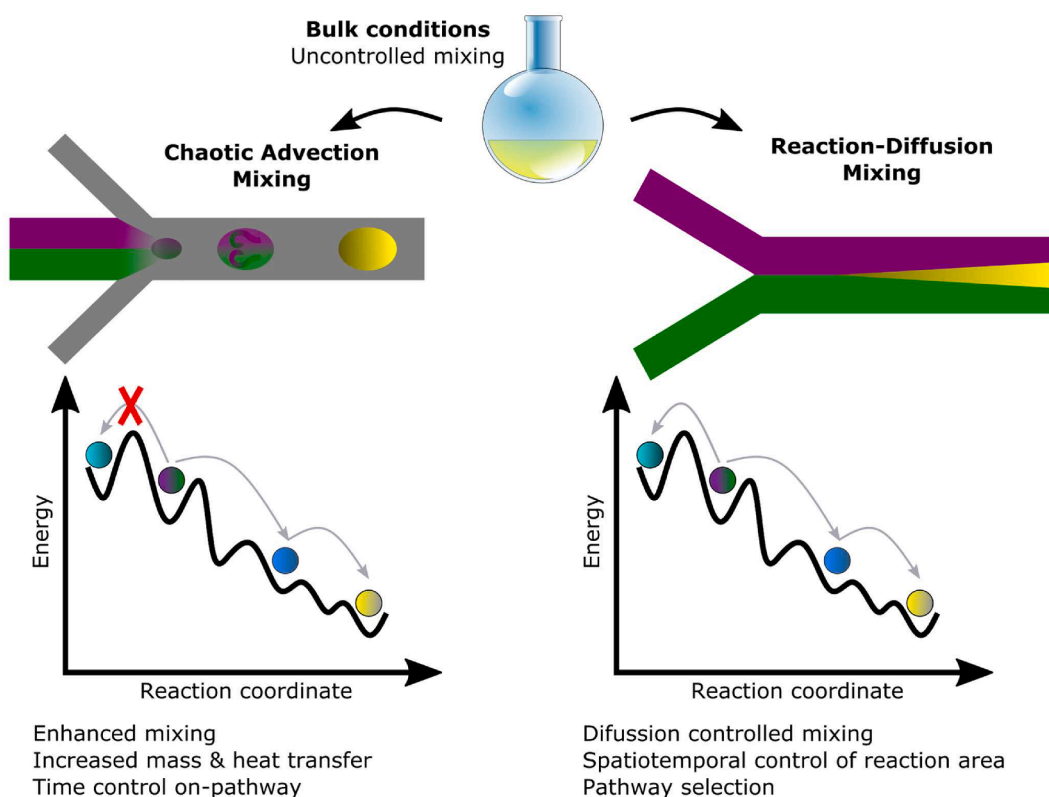 Bulk conditions
Uncontrolled mixing
Chaotic Advection
Mixing
Reaction-Diffusion
Mixing
Energy
Reaction coordinate
Energy
Reaction coordinate
Enhanced mixing
Increased mass & heat transfer
Time control on-pathway
Difussion controlled mixing
Spatiotemporal control of reaction area
Pathway selection